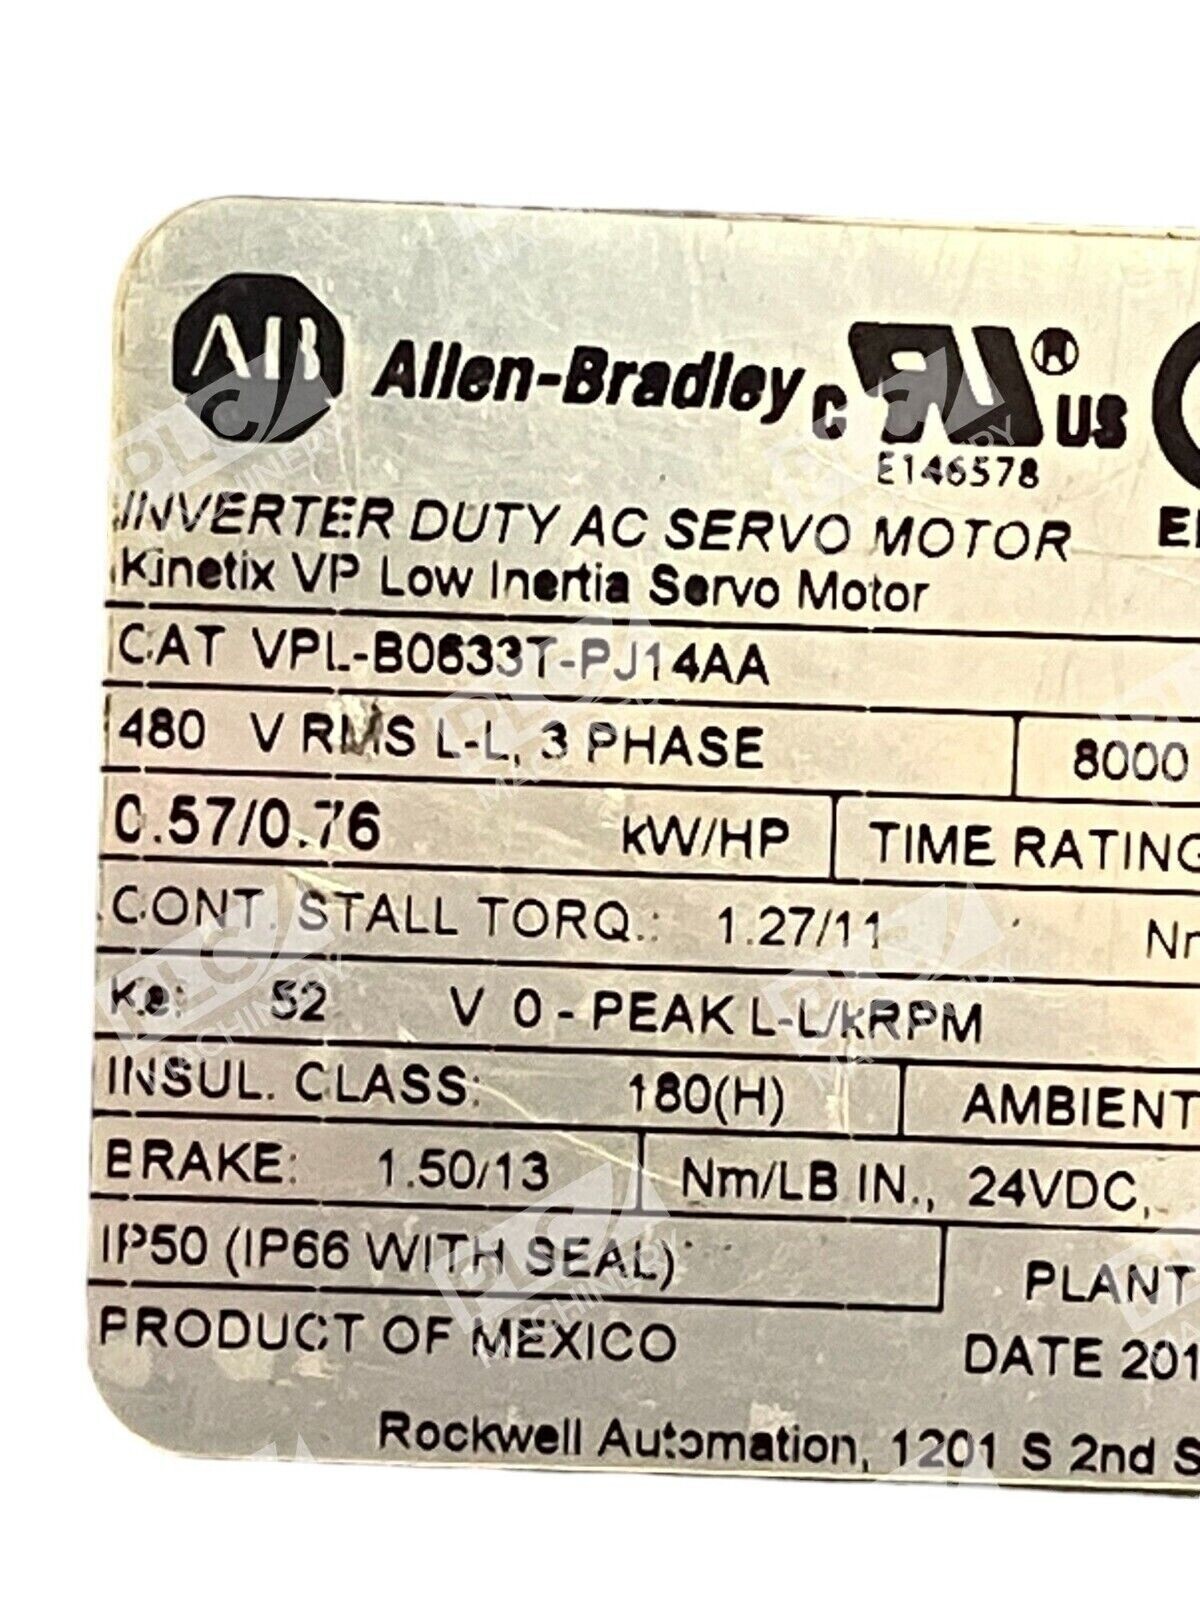 AB Allen-Bradley c RU ® US
E146578
INVERTER DUTY AC SERVO MOTOR
Kinetix VP Low Inertia Servo Motor
CAT VPL-B0633T-PJ14AA
480 V RMS L-L, 3 PHASE 8000
0.57/0.76 kW/HP TIME RATING
CONT. STALL TORQ.: 1.27/11
Ke: 52 V 0 - PEAK L-L/kRPM
INSUL. CLASS: 180(H) AMBIENT
BRAKE: 1.50/13 Nm/LB IN., 24VDC,
IP50 (IP66 WITH SEAL) PLANT
PRODUCT OF MEXICO DATE 201
Rockwell Automation, 1201 S 2nd S
PLC MACHINERY